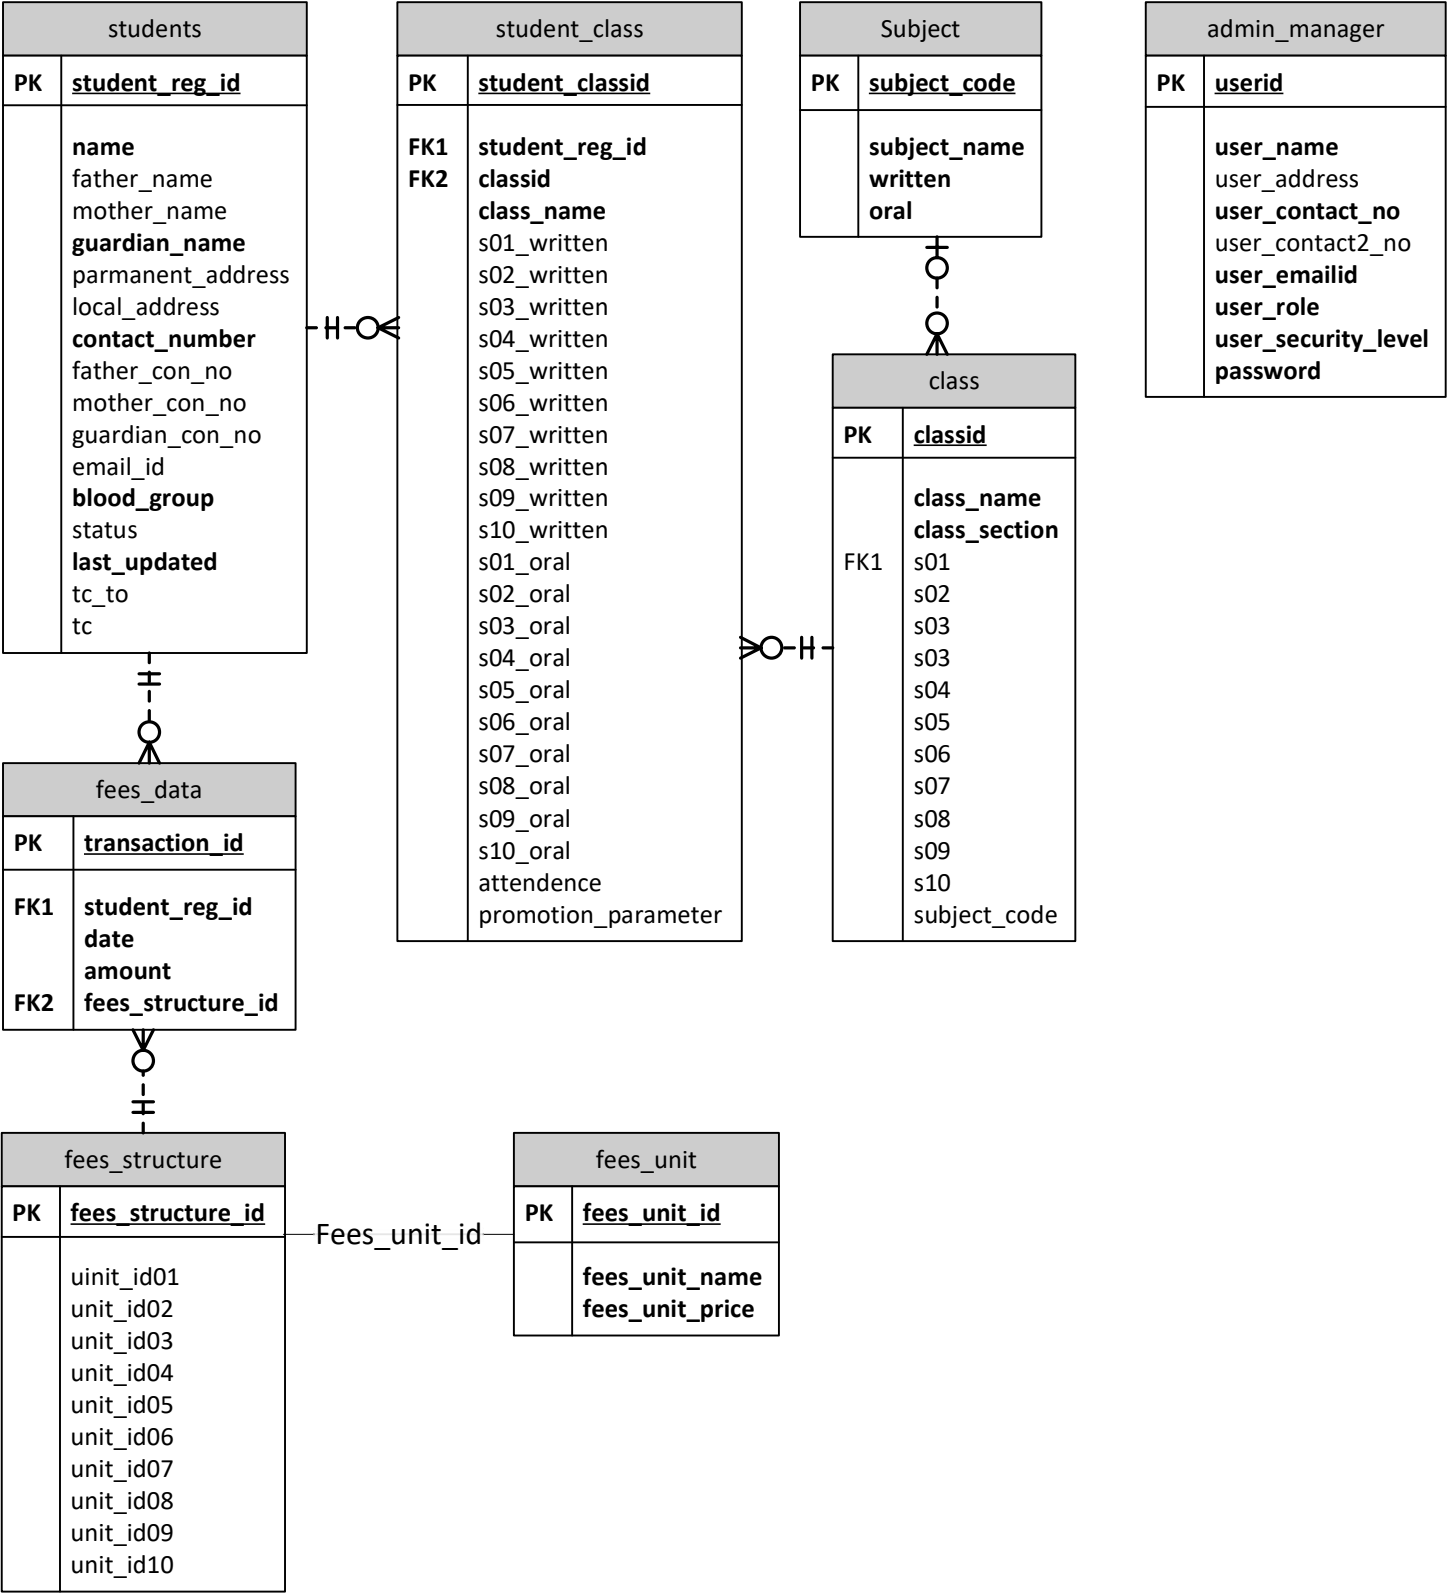 students
PK student_reg_id
name
father_name
mother_name
guardian_name
parmanent_address
local_address
contact_number
father_con_no
mother_con_no
guardian_con_no
email_id
blood_group
status
last_updated
tc_to
tc
student_class
PK student_classid
FK1 student_reg_id
FK2 classid
class_name
s01_written
s02_written
s03_written
s04_written
s05_written
s06_written
s07_written
s08_written
s09_written
s10_written
s01_oral
s02_oral
s03_oral
s04_oral
s05_oral
s06_oral
s07_oral
s08_oral
s09_oral
s10_oral
attendence
promotion_parameter
Subject
PK subject_code
subject_name
written
oral
class
PK classid
class_name
class_section
FK1 s01
s02
s03
s03
s04
s05
s06
s07
s08
s09
s10
subject_code
admin_manager
PK userid
user_name
user_address
user_contact_no
user_contact2_no
user_emailid
user_role
user_security_level
password
fees_data
PK transaction_id
FK1 student_reg_id
date
amount
FK2 fees_structure_id
fees_structure
PK fees_structure_id
uinit_id01
unit_id02
unit_id03
unit_id04
unit_id05
unit_id06
unit_id07
unit_id08
unit_id09
unit_id10
Fees_unit_id
fees_unit
PK fees_unit_id
fees_unit_name
fees_unit_price